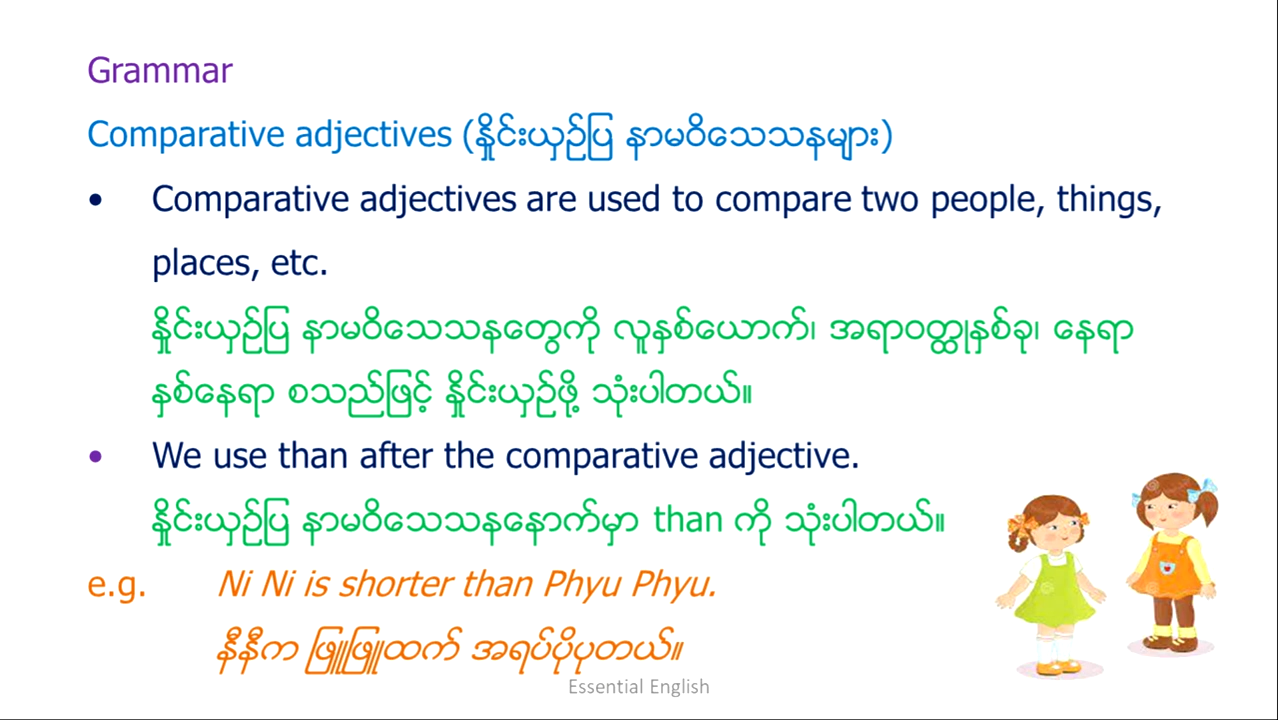 Grammar
Comparative adjectives (နှိုင်းယှဉ်ပြ နာမဝိသေသနများ)
• Comparative adjectives are used to compare two people, things,
places, etc.
နှိုင်းယှဉ်ပြ နာမဝိသေသနတွေကို လူနှစ်ယောက်၊ အရာဝတ္ထုနှစ်ခု၊ နေရာ
နှစ်နေရာ စသည်ဖြင့် နှိုင်းယှဉ်ဖို့ သုံးပါတယ်။
• We use than after the comparative adjective.
နှိုင်းယှဉ်ပြ နာမဝိသေသနနောက်မှာ than ကို သုံးပါတယ်။
e.g. Ni Ni is shorter than Phyu Phyu.
နီနီက ဖြူဖြူထက် အရပ်ပိုပုတယ်။
Essential English